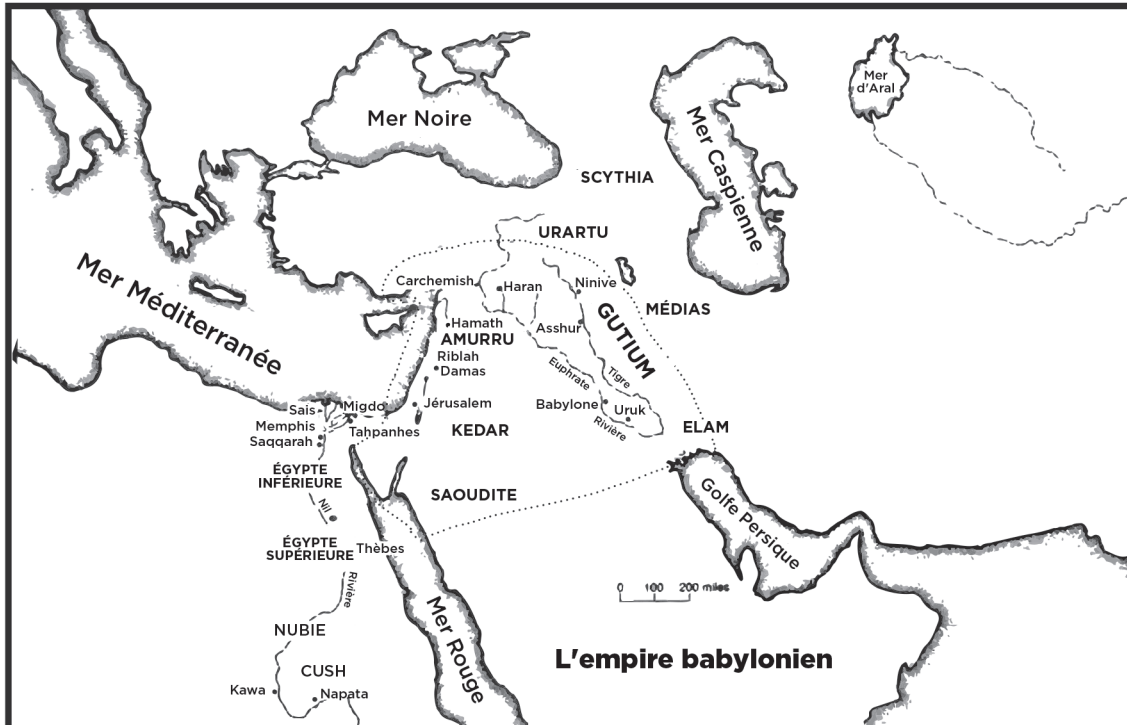 Mer
d'Aral
Mer Noire
Mer Caspienne
SCYTHIA
URARTU
Mer Méditerranée
Carchemish
Haran
Ninive
MÉDIAS
GUTIUM
Hamath
AMURRU
Asshur
Riblah
Damas
Euphrate
Tigre
Sais
Migdo
Jérusalem
Babylone
Uruk
Rivière
Memphis
Saqqarah
Tahpanhes
KEDAR
ELAM
ÉGYPTE
INFÉRIEURE
SAOUDITE
Golfe Persique
Nil
ÉGYPTE
SUPÉRIEURE
Thèbes
Rivière
0 100 200 miles
Mer Rouge
NUBIE
L'empire babylonien
CUSH
Kawa
Napata